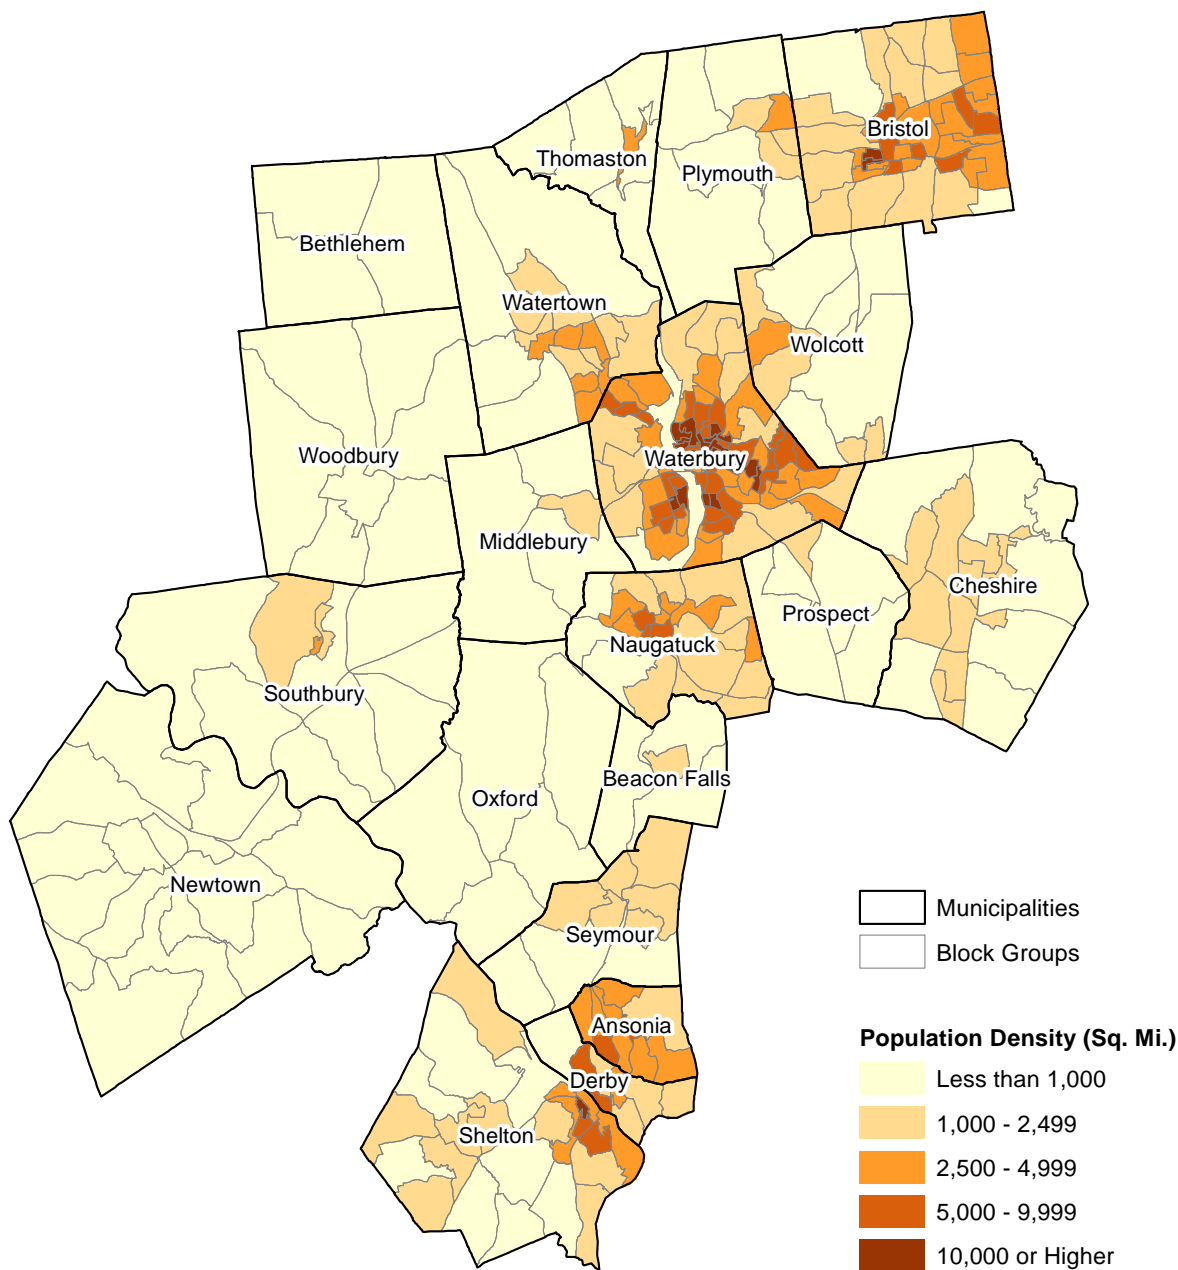 Bristol
Thomaston
Plymouth
Bethlehem
Watertown
Wolcott
Woodbury
Waterbury
Middlebury
Cheshire
Prospect
Naugatuck
Southbury
Beacon Falls
Oxford
Newtown
Seymour
Ansonia
Derby
Shelton
Municipalities
Block Groups
Population Density (Sq. Mi.)
Less than 1,000
1,000 - 2,499
2,500 - 4,999
5,000 - 9,999
10,000 or Higher